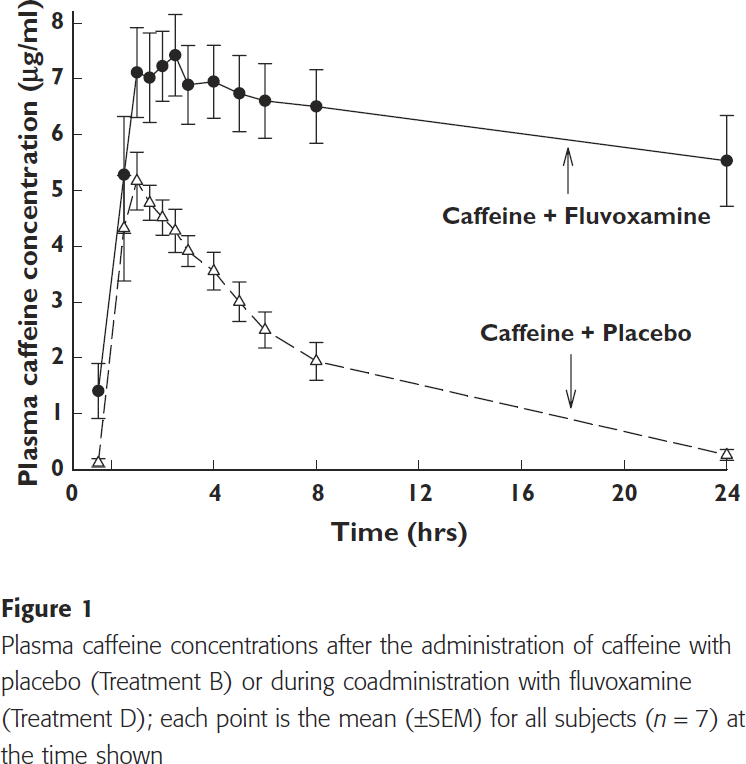 Plasma caffeine concentration (µg/ml)
8
7
6
5
4
3
2
1
0
Caffeine + Fluvoxamine
Caffeine + Placebo
0 4 8 12 16 20 24
Time (hrs)
Figure 1
Plasma caffeine concentrations after the administration of caffeine with
placebo (Treatment B) or during coadministration with fluvoxamine
(Treatment D); each point is the mean (±SEM) for all subjects (n = 7) at
the time shown